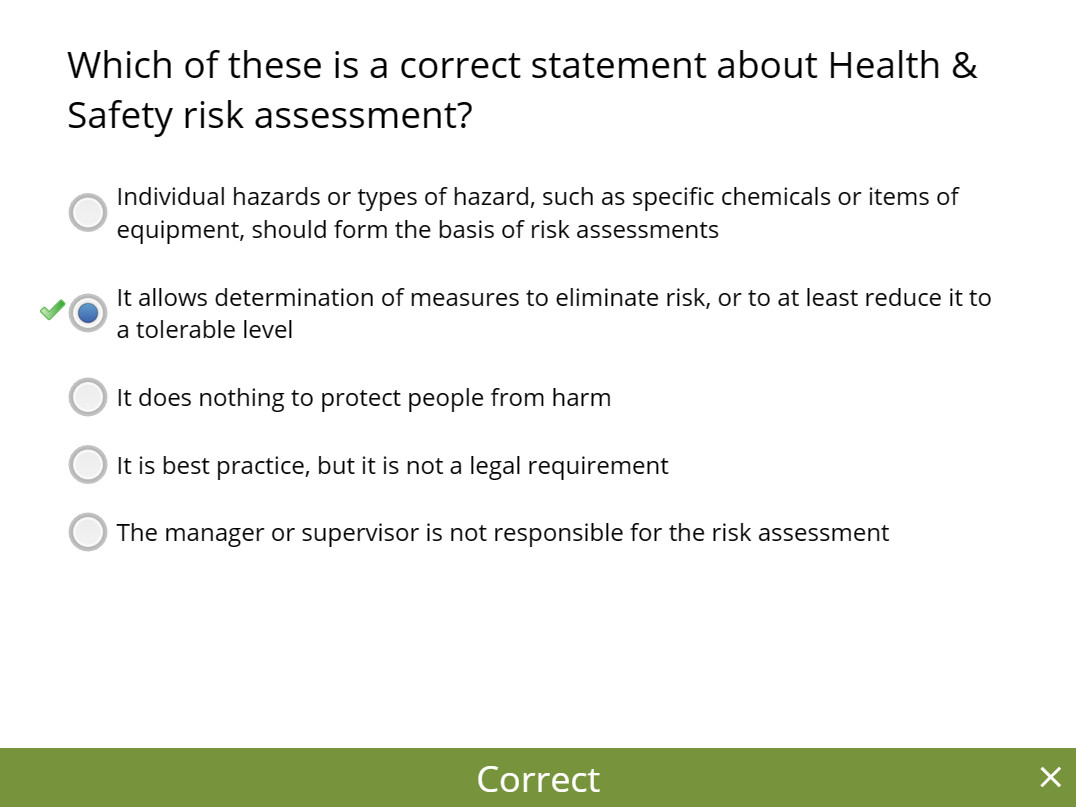 Which of these is a correct statement about Health &
Safety risk assessment?
Individual hazards or types of hazard, such as specific chemicals or items of
equipment, should form the basis of risk assessments
It allows determination of measures to eliminate risk, or to at least reduce it to
a tolerable level
It does nothing to protect people from harm
It is best practice, but it is not a legal requirement
The manager or supervisor is not responsible for the risk assessment
Correct